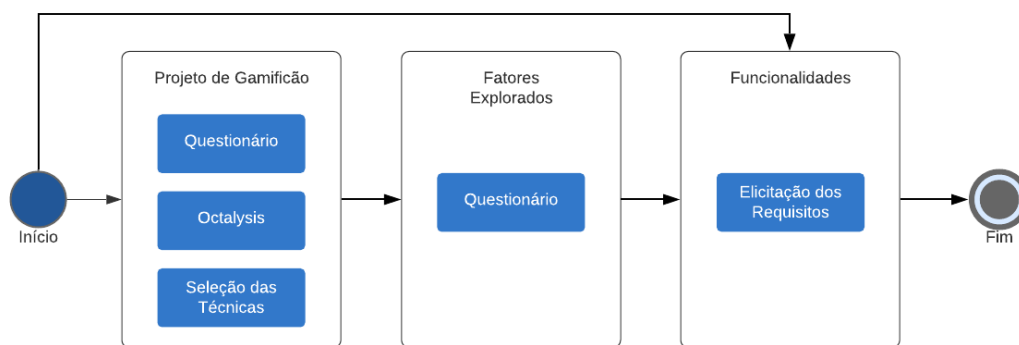 Início
Projeto de Gamificão
Questionário
Octalysis
Seleção das
Técnicas
Fatores
Explorados
Questionário
Funcionalidades
Elicitação dos
Requisitos
Fim